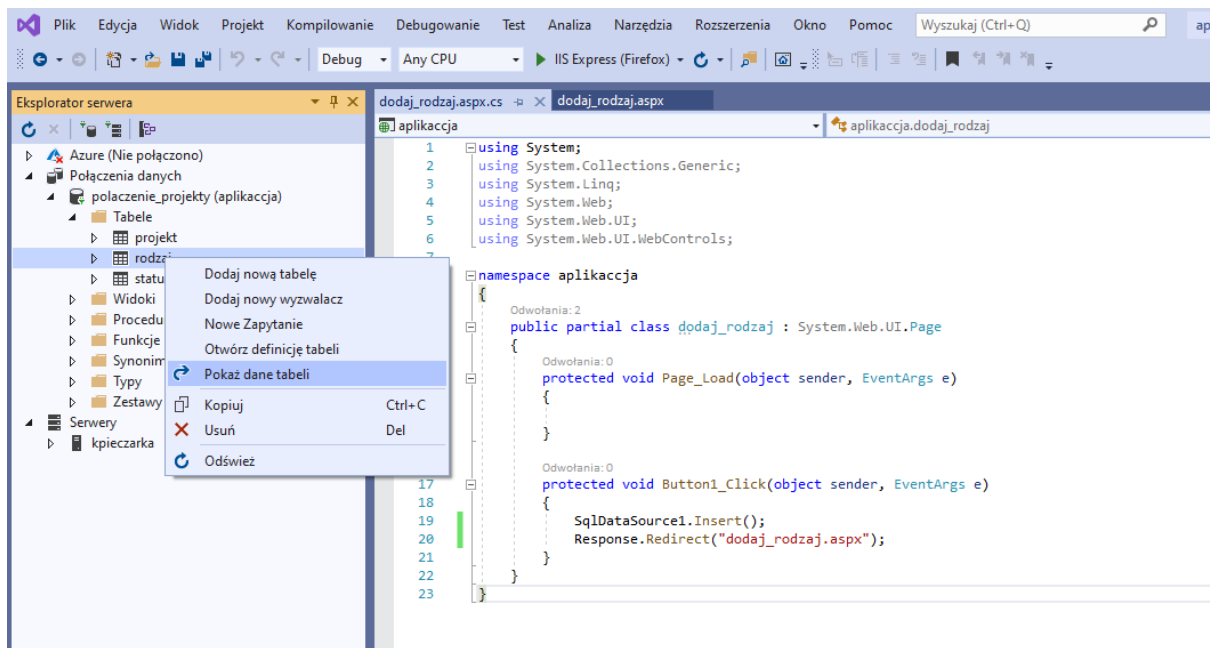 Plik Edycja Widok Projekt Kompilowanie Debugowanie Test Analiza Narzędzia Rozszerzenia Okno Pomoc Wyszukaj (Ctrl+Q) ap
Debug Any CPU IIS Express (Firefox)
Eksplorator serwera
Azure (Nie połączono)
Połączenia danych
polaczenie_projekty (aplikaccja)
Tabele
projekt
rodzaj
statu
Widoki
Procedu
Funkcje
Synonim
Typy
Zestawy
Serwery
kpieczarka
Dodaj nową tabelę
Dodaj nowy wyzwalacz
Nowe Zapytanie
Otwórz definicję tabeli
Pokaż dane tabeli
Kopiuj Ctrl+C
Usuń Del
Odśwież
dodaj_rodzaj.aspx.cs dodaj_rodzaj.aspx
aplikaccja aplikaccja.dodaj_rodzaj
1 using System;
2 using System.Collections.Generic;
3 using System.Linq;
4 using System.Web;
5 using System.Web.UI;
6 using System.Web.UI.WebControls;
7
namespace aplikaccja
{
Odwołania: 2
public partial class dodaj_rodzaj : System.Web.UI.Page
{
Odwołania: 0
protected void Page_Load(object sender, EventArgs e)
{
}
Odwołania: 0
17 protected void Button1_Click(object sender, EventArgs e)
18 {
19 SqlDataSource1.Insert();
20 Response.Redirect("dodaj_rodzaj.aspx");
21 }
22 }
23 }